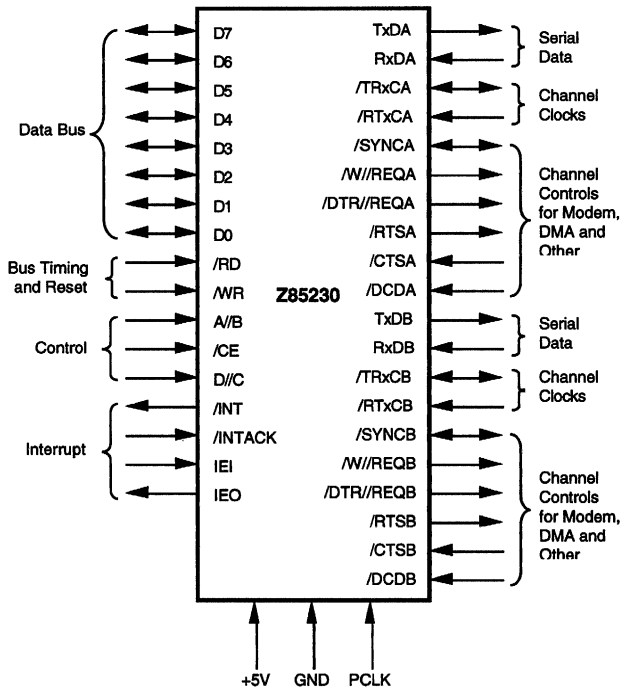 D7
D6
D5
D4
D3
D2
D1
D0
/RD
/WR
A//B
/CE
D//C
/INT
/INTACK
IEI
IEO
Data Bus
Bus Timing
and Reset
Control
Interrupt
Z85230
TxDA
RxDA
/TRxCA
/RTxCA
/SYNCA
/W//REQA
/DTR//REQA
/RTSA
/CTSA
/DCDA
TxDB
RxDB
/TRxCB
/RTxCB
/SYNCB
/W//REQB
/DTR//REQB
/RTSB
/CTSB
/DCDB
Serial
Data
Channel
Clocks
Channel
Controls
for Modem,
DMA and
Other
Serial
Data
Channel
Clocks
Channel
Controls
for Modem,
DMA and
Other
+5V GND PCLK